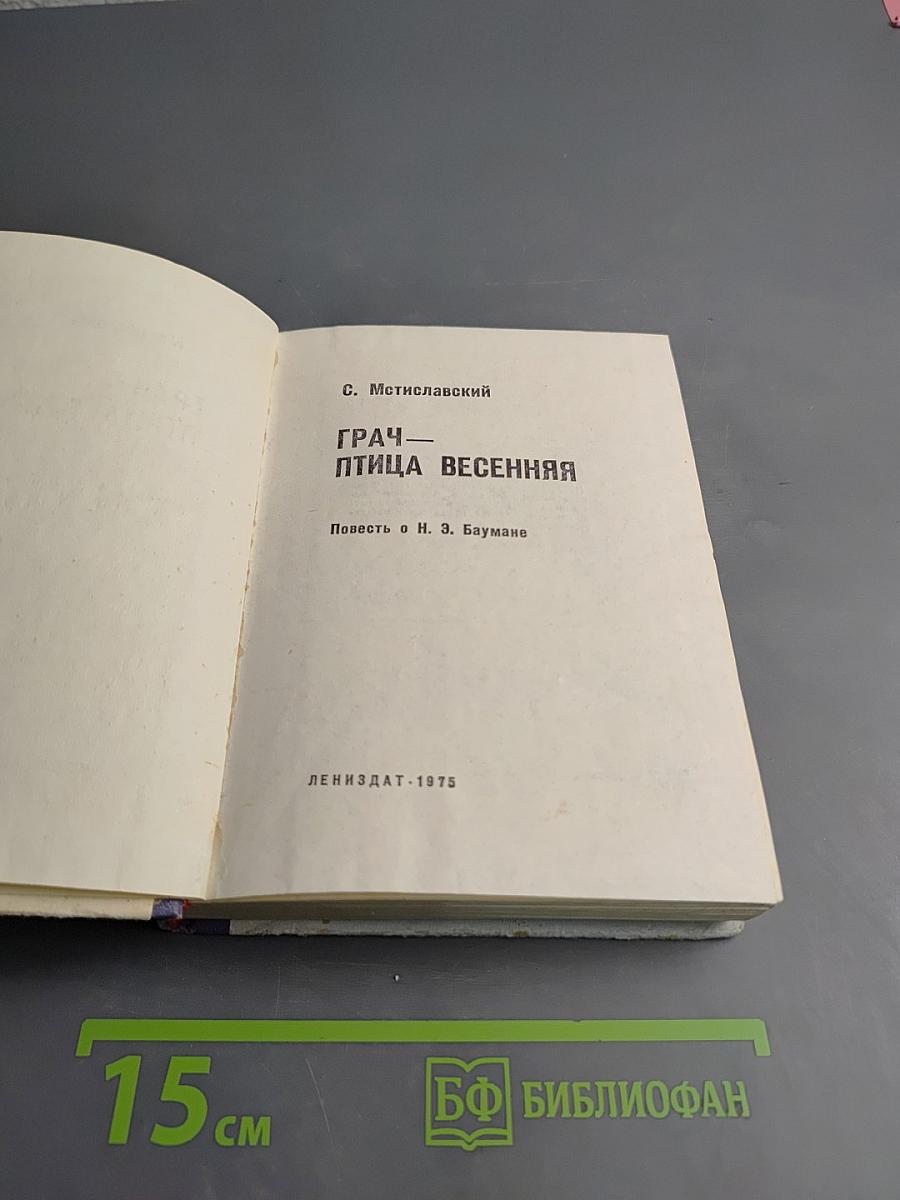 С. Мстиславский
ГРАЧ—
ПТИЦА ВЕСЕННЯЯ
Повесть о Н. Э. Баумане
ЛЕНИЗДАТ·1975
15 см
БФ БИБЛИОФАН